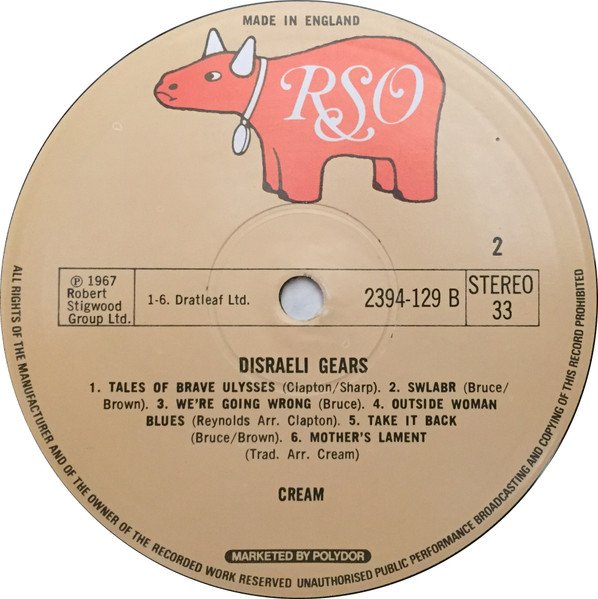 MADE IN ENGLAND
RSO
2
℗ 1967
Robert
Stigwood
Group Ltd.
1-6. Dratleaf Ltd.
2394-129 B
STEREO
33
DISRAELI GEARS
1. TALES OF BRAVE ULYSSES (Clapton/Sharp). 2. SWLABR (Bruce/
Brown). 3. WE'RE GOING WRONG (Bruce). 4. OUTSIDE WOMAN
BLUES (Reynolds Arr. Clapton). 5. TAKE IT BACK
(Bruce/Brown). 6. MOTHER'S LAMENT
(Trad. Arr. Cream)
CREAM
MARKETED BY POLYDOR
ALL RIGHTS OF THE MANUFACTURER AND OF THE OWNER OF THE RECORDED WORK RESERVED UNAUTHORISED PUBLIC PERFORMANCE BROADCASTING AND COPYING OF THIS RECORD PROHIBITED